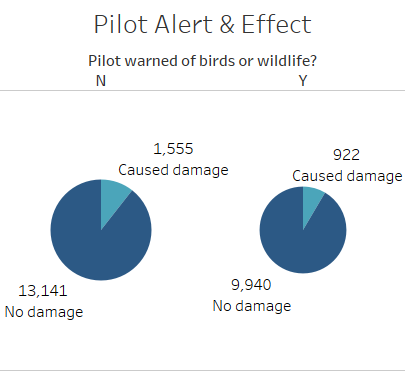 Pilot Alert & Effect
Pilot warned of birds or wildlife?
N
Y
1,555
Caused damage
922
Caused damage
13,141
No damage
9,940
No damage